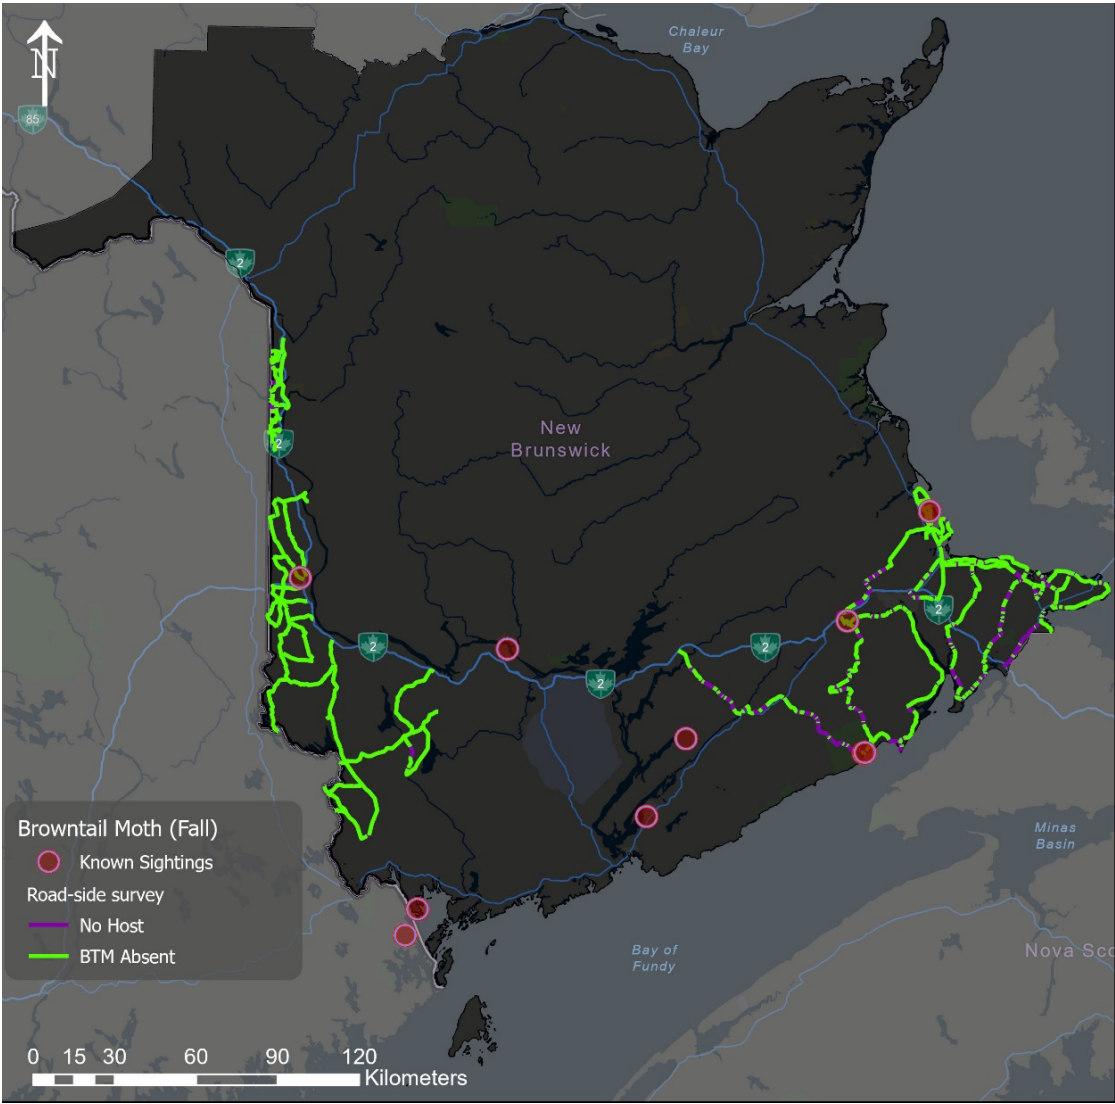 Chaleur
Bay
N
85
2
New
Brunswick
2
2
2
2
2
Browntail Moth (Fall)
Known Sightings
Road-side survey
No Host
BTM Absent
Minas
Basin
Bay of
Fundy
Nova Sco
0 15 30 60 90 120
Kilometers